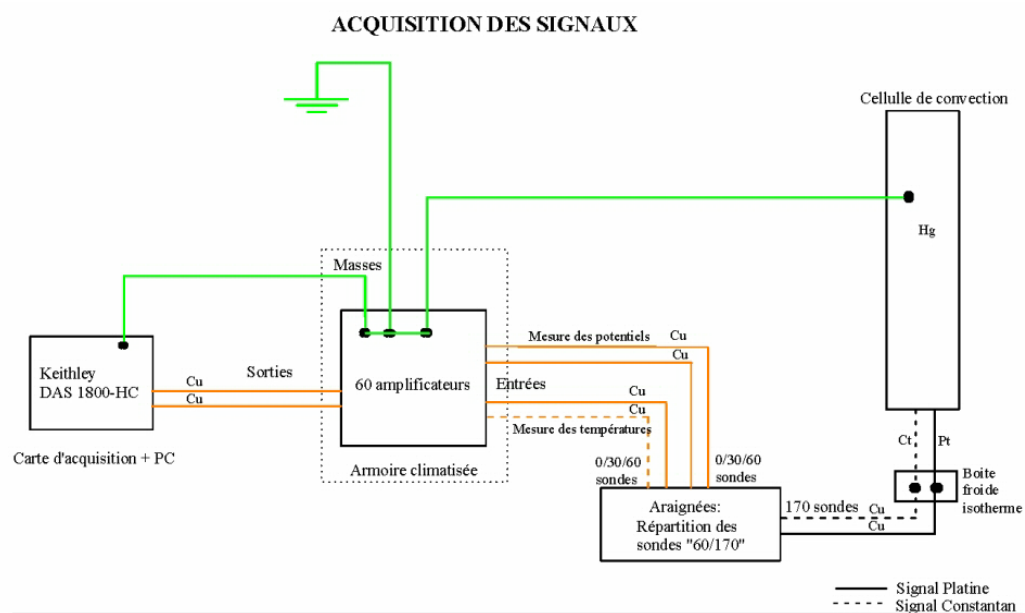 ACQUISITION DES SIGNAUX
Cellulle de convection
Hg
Masses
Keithley
DAS 1800-HC
Cu
Cu
Sorties
60 amplificateurs
Mesure des potentiels
Cu
Cu
Entrées
Cu
Cu
Mesure des températures
Carte d'acquisition + PC
Armoire climatisée
0/30/60
sondes
0/30/60
sondes
Ct
Pt
Boite
froide
isotherme
Araignées:
Répartition des
sondes "60/170"
170 sondes
Cu
Cu
Signal Platine
Signal Constantan